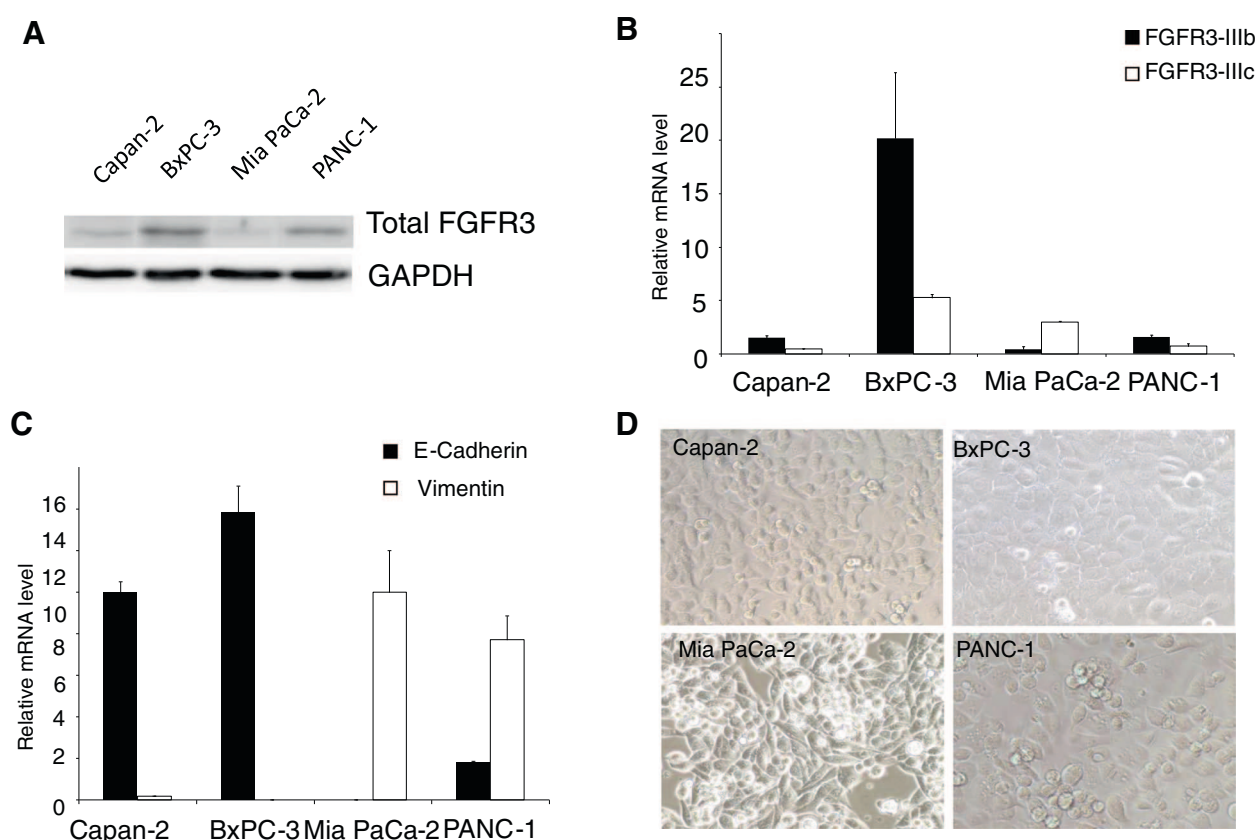 A
Capan-2
BxPC-3
Mia PaCa-2
PANC-1
Total FGFR3
GAPDH
B
FGFR3-IIIb
FGFR3-IIIc
Relative mRNA level
25
20
15
10
5
0
Capan-2 BxPC-3 Mia PaCa-2 PANC-1
C
E-Cadherin
Vimentin
Relative mRNA level
16
12
10
8
6
4
2
0
Capan-2 BxPC-3 Mia PaCa-2 PANC-1
D
Capan-2
BxPC-3
Mia PaCa-2
PANC-1